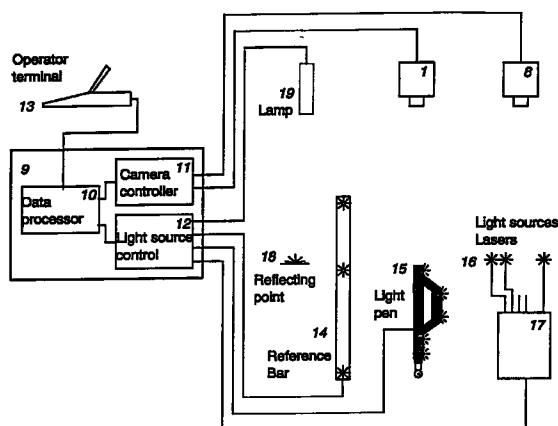 Operator
terminal
13
1
8
19
Lamp
9
11
Camera
controller
10
Data
processor
12
Light source
control
18
Reflecting
point
14
Reference
Bar
15
Light
pen
Light sources
Lasers
16
17